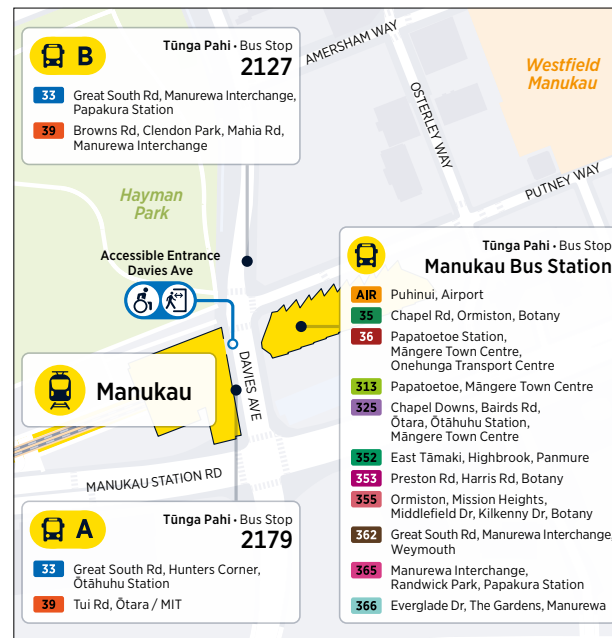 B
Tūnga Pahi • Bus Stop
2127
33 Great South Rd, Manurewa Interchange,
Papakura Station
39 Browns Rd, Clendon Park, Mahia Rd,
Manurewa Interchange
AMERSHAM WAY
OSTERLEY WAY
Westfield
Manukau
PUTNEY WAY
Hayman
Park
Accessible Entrance
Davies Ave
Manukau
DAVIES AVE
MANUKAU STATION RD
A
Tūnga Pahi • Bus Stop
2179
33 Great South Rd, Hunters Corner,
Ōtāhuhu Station
39 Tui Rd, Ōtara / MIT
Tūnga Pahi • Bus Stop
Manukau Bus Station
AIR Puhinui, Airport
35 Chapel Rd, Ormiston, Botany
36 Papatoetoe Station,
Māngere Town Centre,
Onehunga Transport Centre
313 Papatoetoe, Māngere Town Centre
325 Chapel Downs, Bairds Rd,
Ōtara, Ōtāhuhu Station,
Māngere Town Centre
352 East Tāmaki, Highbrook, Panmure
353 Preston Rd, Harris Rd, Botany
355 Ormiston, Mission Heights,
Middlefield Dr, Kilkenny Dr, Botany
362 Great South Rd, Manurewa Interchange,
Weymouth
365 Manurewa Interchange,
Randwick Park, Papakura Station
366 Everglade Dr, The Gardens, Manurewa